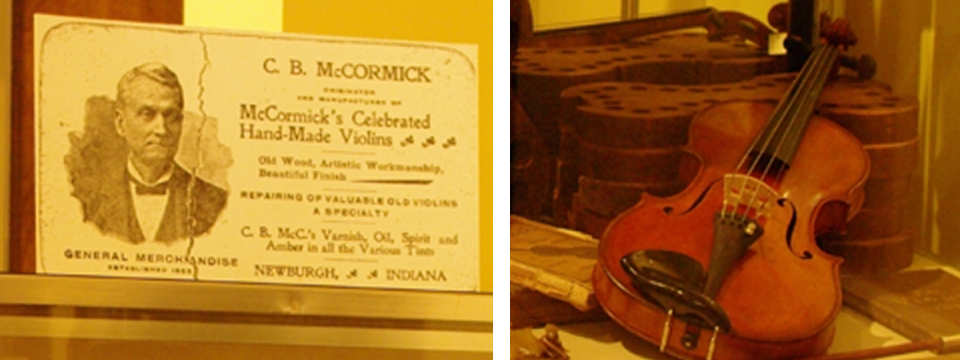 C. B. McCORMICK
ORIGINATOR
AND MANUFACTURER OF
McCormick's Celebrated
Hand-Made Violins
Old Wood, Artistic Workmanship,
Beautiful Finish
REPAIRING OF VALUABLE OLD VIOLINS
A SPECIALTY
C. B. McC.'s Varnish, Oil, Spirit and
Amber in all the Various Tints
NEWBURGH, INDIANA
GENERAL MERCHANDISE
ESTABLISHED